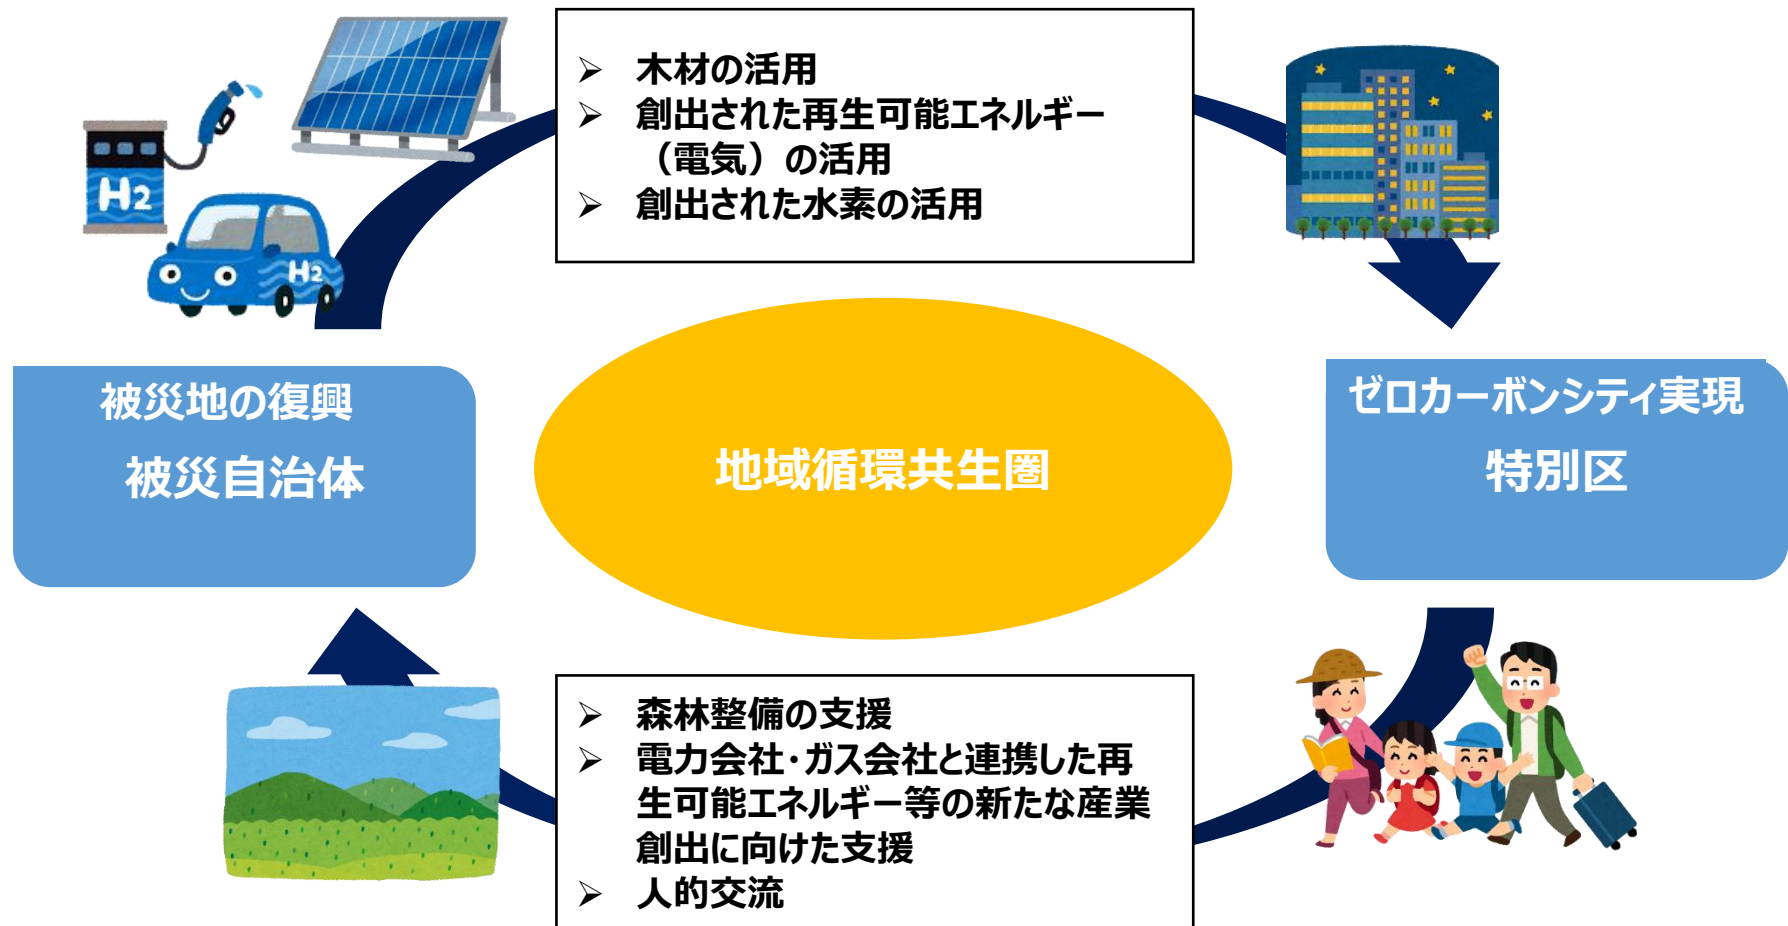 ➢ 木材の活用
➢ 創出された再生可能エネルギー
（電気）の活用
➢ 創出された水素の活用
H2
H2
被災地の復興
被災自治体
地域循環共生圏
ゼロカーボンシティ実現
特別区
➢ 森林整備の支援
➢ 電力会社・ガス会社と連携した再
生可能エネルギー等の新たな産業
創出に向けた支援
➢ 人的交流